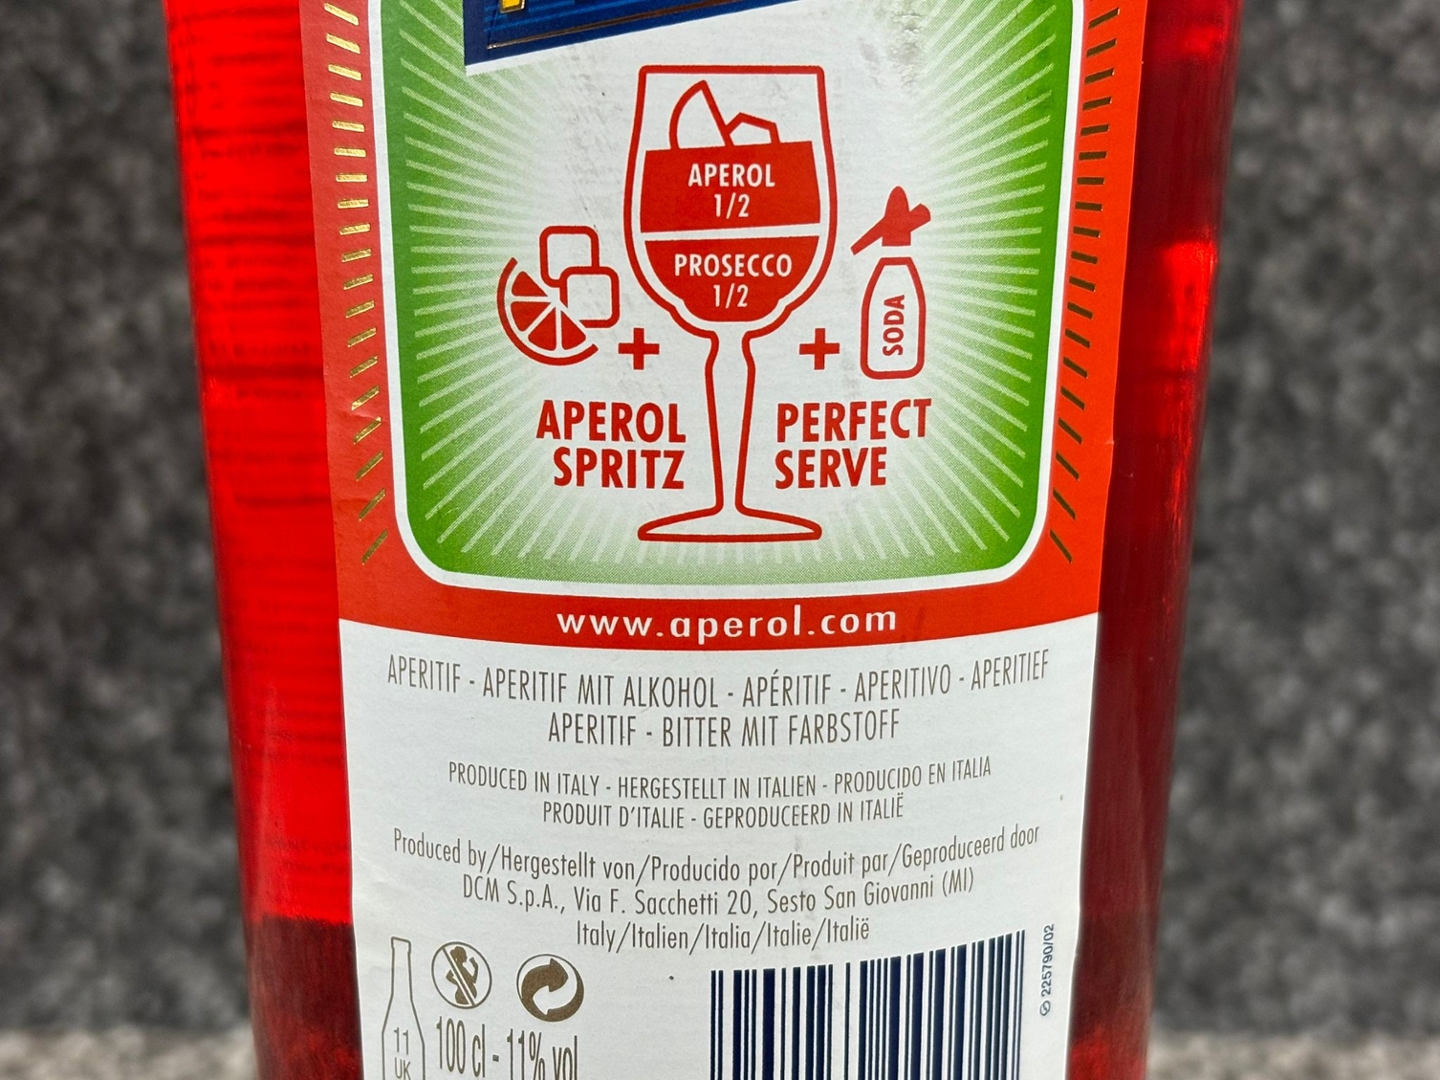 APEROL
1/2
PROSECCO
1/2
SODA
APEROL
SPRITZ
PERFECT
SERVE
www.aperol.com
APERITIF - APERITIF MIT ALKOHOL - APÉRITIF - APERITIVO - APERITIEF
APERITIF - BITTER MIT FARBSTOFF
PRODUCED IN ITALY - HERGESTELLT IN ITALIEN - PRODUCIDO EN ITALIA
PRODUIT D'ITALIE - GEPRODUCEERD IN ITALIË
Produced by/Hergestellt von/Producido por/Produit par/Geproduceerd door
DCM S.p.A., Via F. Sacchetti 20, Sesto San Giovanni (MI)
Italy/Italien/Italia/Italie/Italië
11
UK
100 cl - 11% vol
225790/02